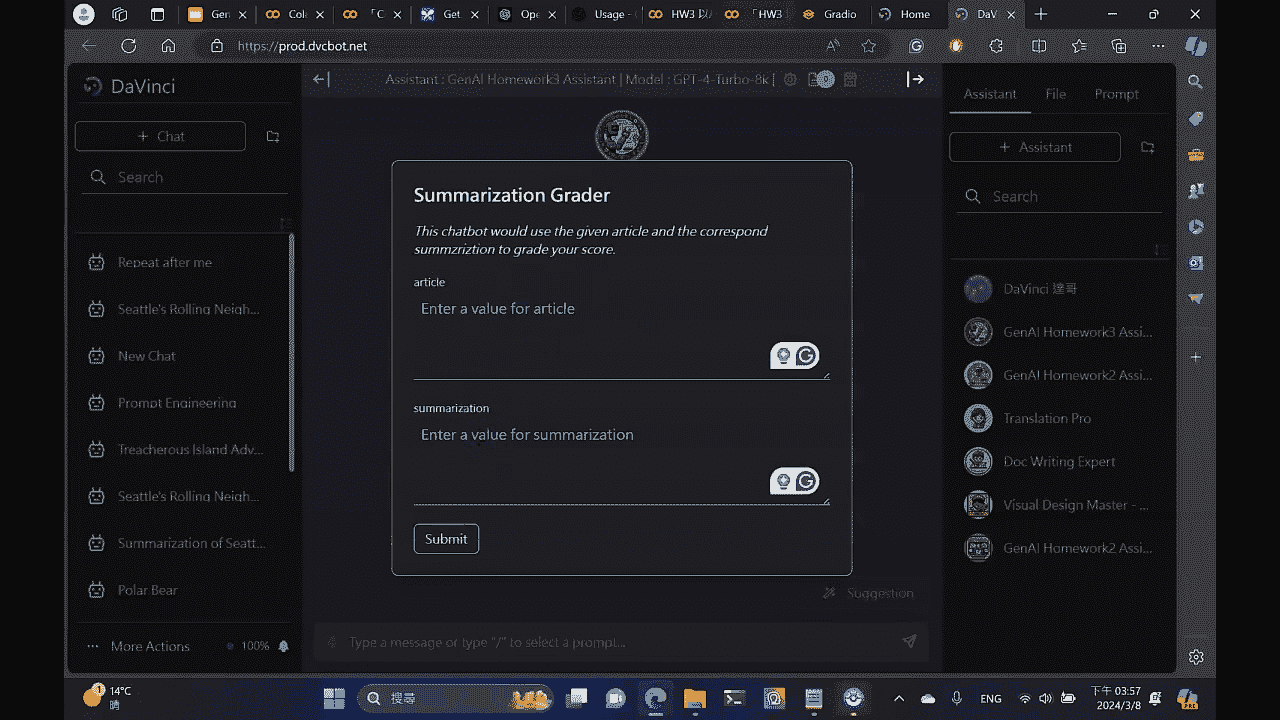 Gen
Col
「C
Get
Ope
Usage -
HW3 以
「HW3
Gradio
Home
DaV
https://prod.dvcbot.net
DaVinci
Assistant : GenAI Homework3 Assistant | Model : GPT-4-Turbo-8k [
Assistant File Prompt
+ Chat
+ Assistant
Search
Search
Repeat after me
Seattle's Rolling Neigh...
New Chat
Prompt Engineering
Treacherous Island Adv...
Seattle's Rolling Neigh...
Summarization of Seatt...
Polar Bear
More Actions
100%
Summarization Grader
This chatbot would use the given article and the correspond
summzriztion to grade your score.
article
Enter a value for article
summarization
Enter a value for summarization
Submit
Suggestion
Type a message or type "/" to select a prompt...
DaVinci 達哥
GenAI Homework3 Assi...
GenAI Homework2 Assi...
Translation Pro
Doc Writing Expert
Visual Design Master - ...
GenAI Homework2 Assi...
1
14°C
晴
搜尋
ENG
下午 03:57
2024/3/8
PRE